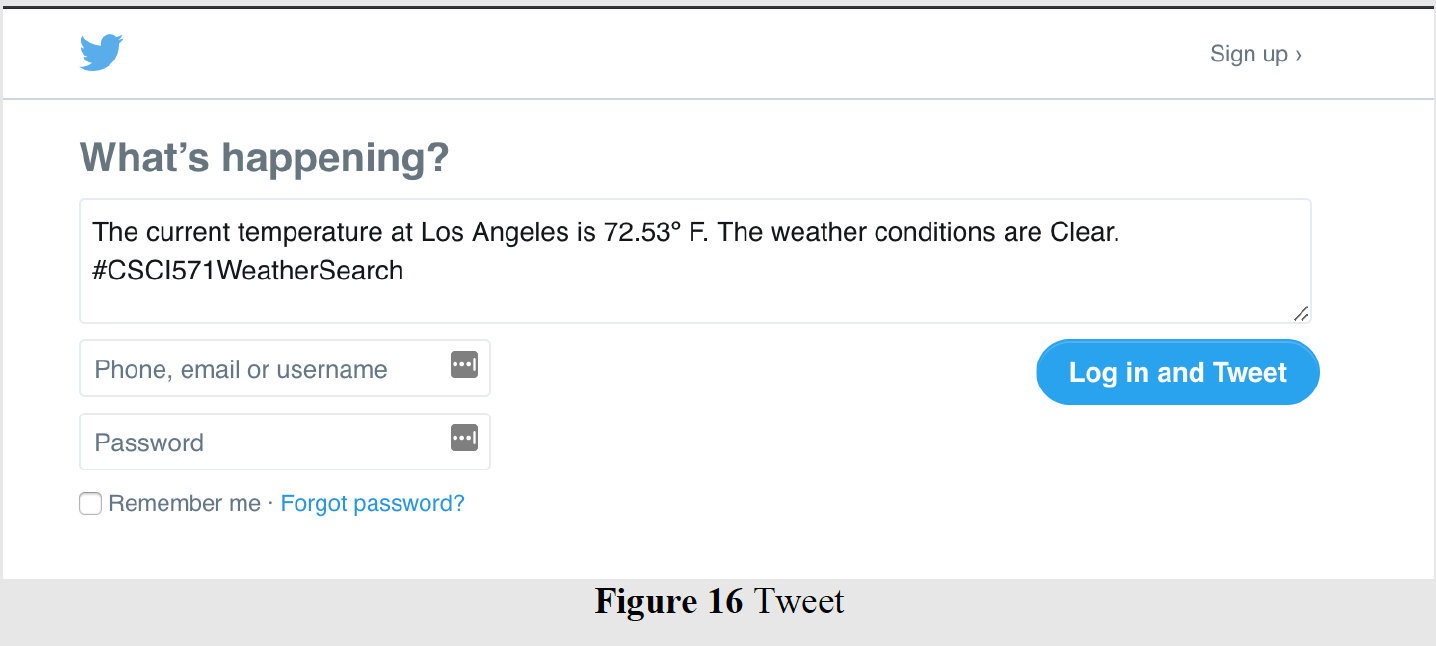 Sign up ›
What’s happening?
The current temperature at Los Angeles is 72.53° F. The weather conditions are Clear.
#CSCI571WeatherSearch
Phone, email or username
Log in and Tweet
Password
Remember me · Forgot password?
Figure 16 Tweet